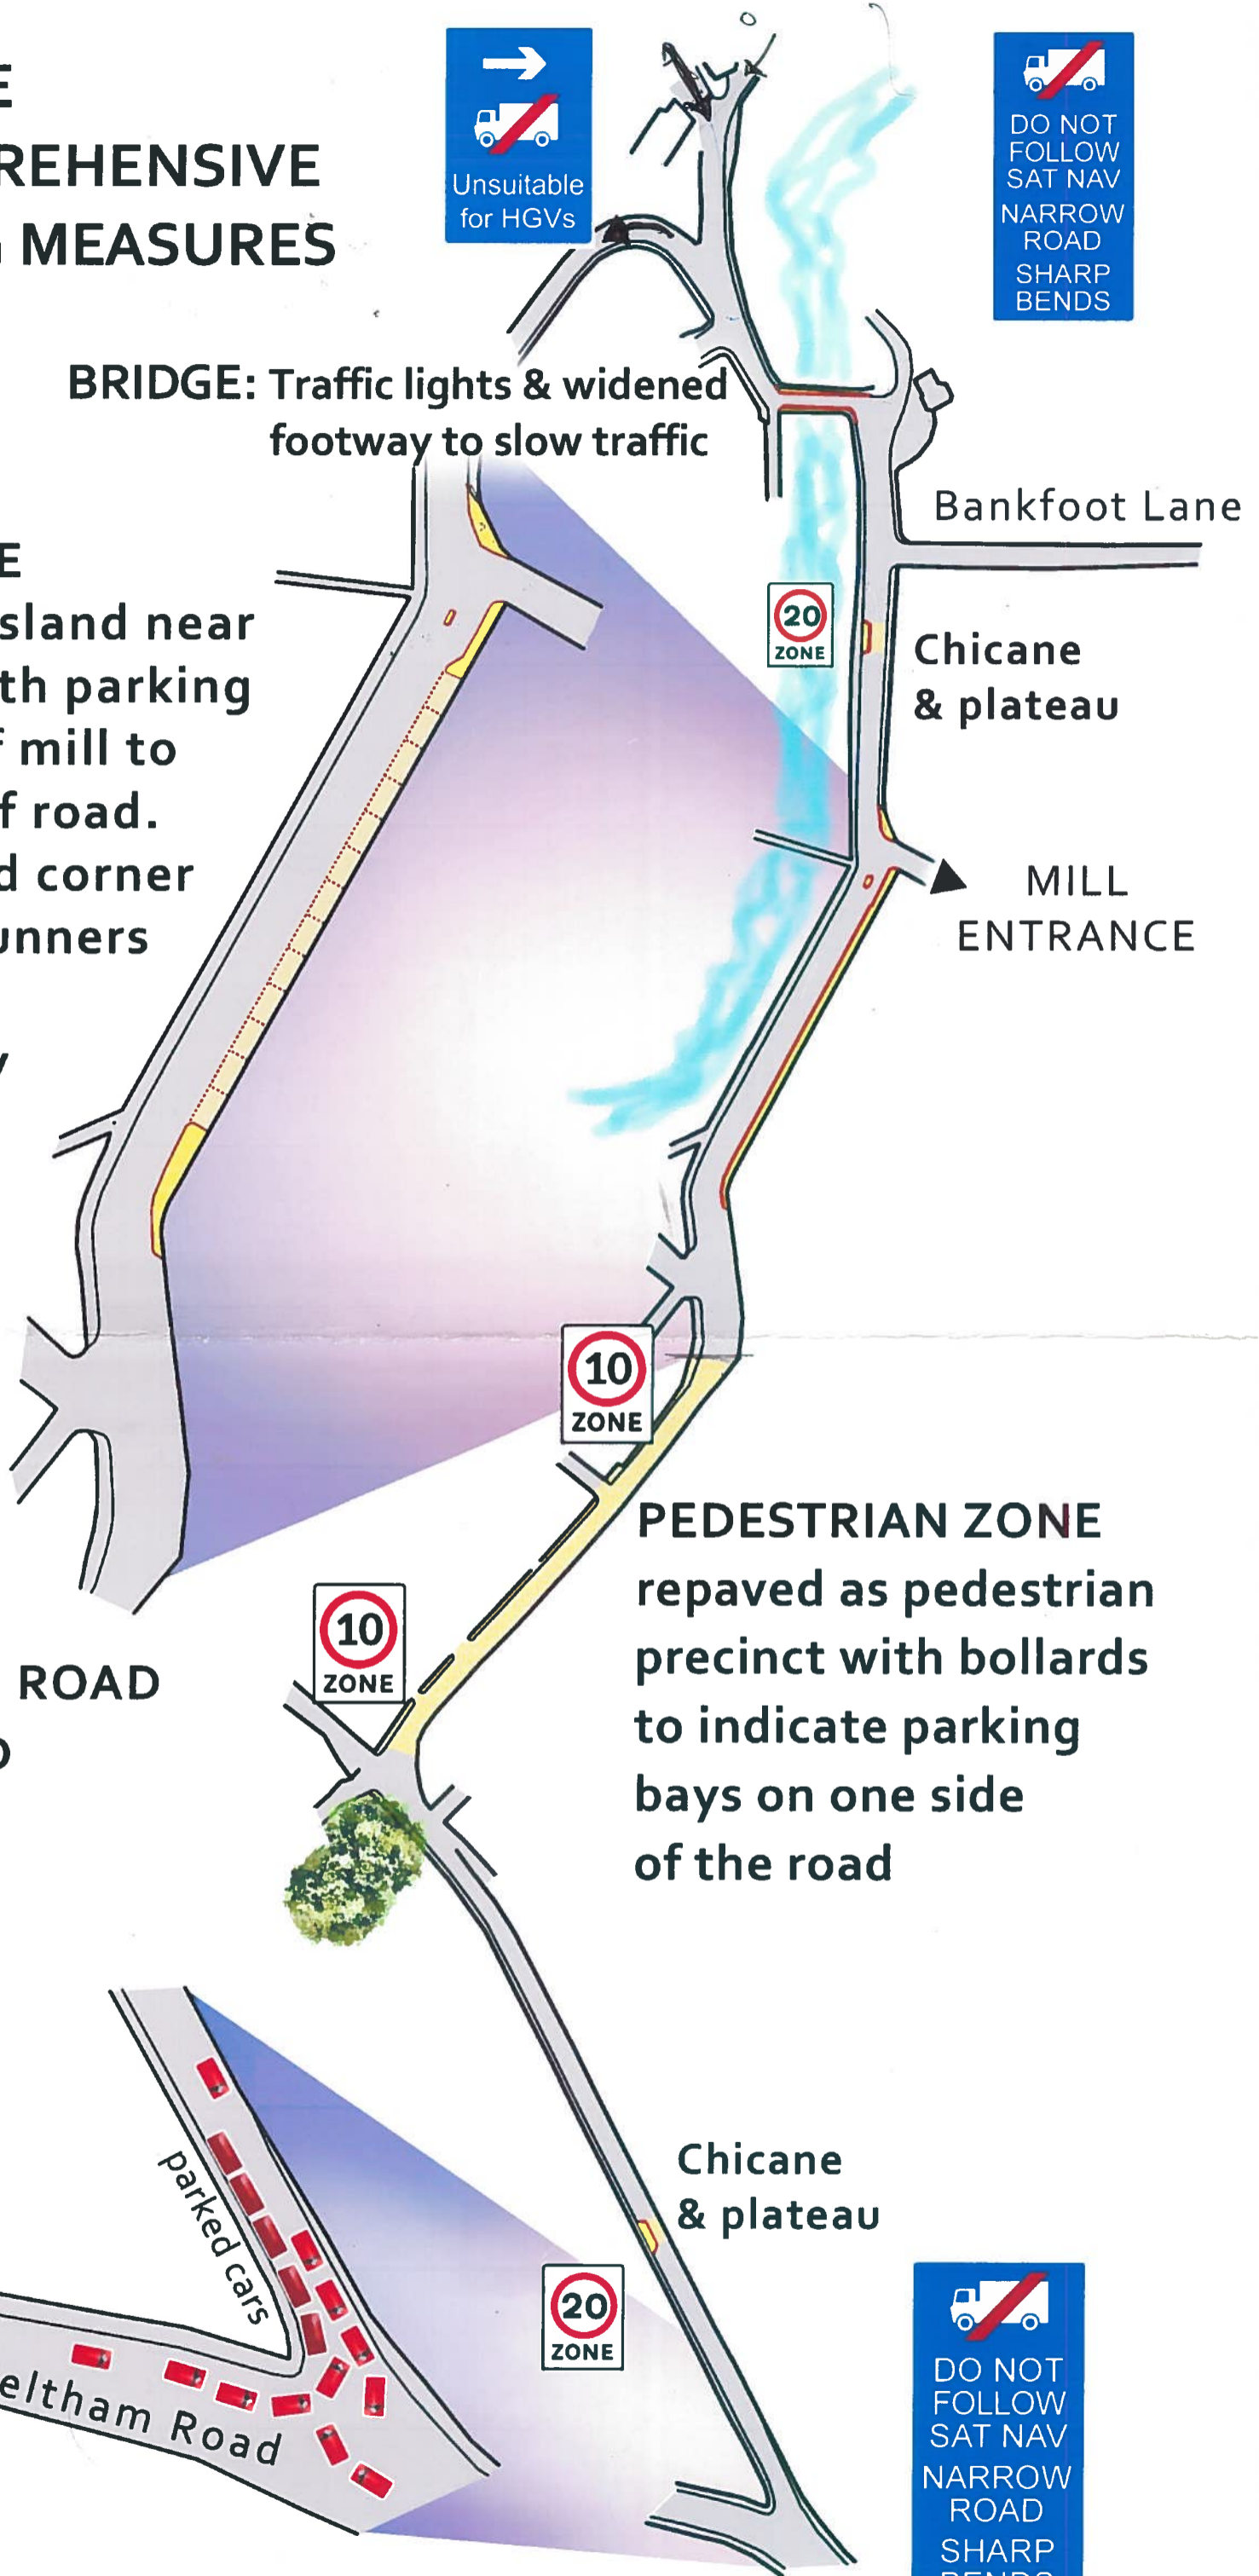 E
REHENSIVE
MEASURES
Unsuitable
for HGVs
DO NOT
FOLLOW
SAT NAV
NARROW
ROAD
SHARP
BENDS
BRIDGE: Traffic lights & widened
footway to slow traffic
Bankfoot Lane
E
sland near
th parking
f mill to
f road.
d corner
unners
y
20
ZONE
Chicane
& plateau
MILL
ENTRANCE
10
ZONE
PEDESTRIAN ZONE
repaved as pedestrian
precinct with bollards
to indicate parking
bays on one side
of the road
10
ZONE
ROAD
parked cars
eltham Road
Chicane
& plateau
20
ZONE
DO NOT
FOLLOW
SAT NAV
NARROW
ROAD
SHARP
BENDS